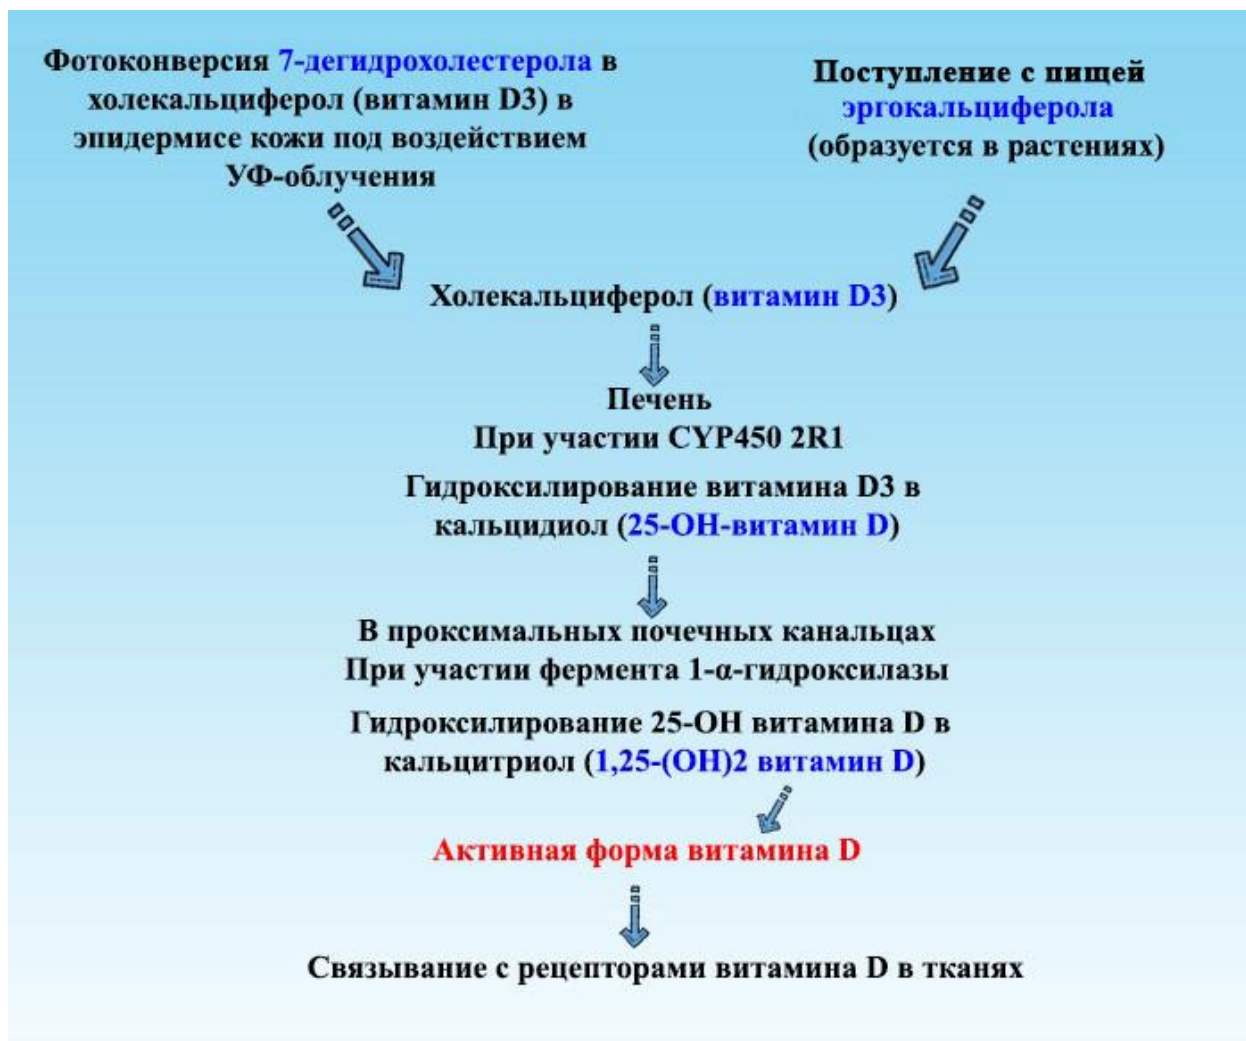 Фотоконверсия 7-дегидрохолестерола в
холекальциферол (витамин D3) в
эпидермисе кожи под воздействием
УФ-облучения
Поступление с пищей
эргокальциферола
(образуется в растениях)
Холекальциферол (витамин D3)
Печень
При участии CYP450 2R1
Гидроксилирование витамина D3 в
кальцидиол (25-OH-витамин D)
В проксимальных почечных канальцах
При участии фермента 1-α-гидроксилазы
Гидроксилирование 25-OH витамина D в
кальцитриол (1,25-(OH)2 витамин D)
Активная форма витамина D
Связывание с рецепторами витамина D в тканях